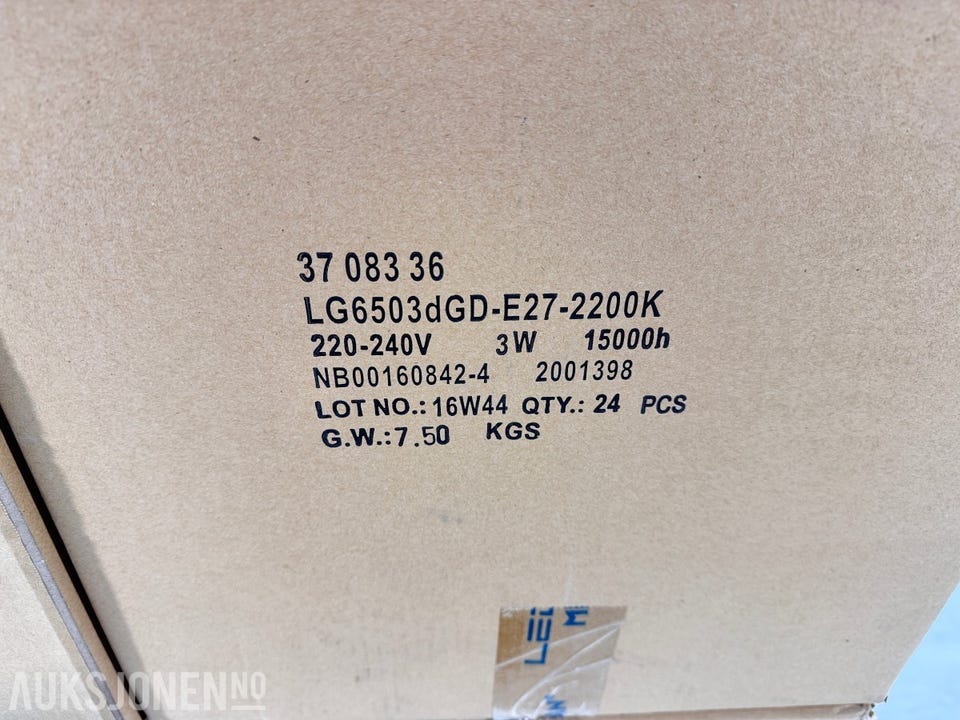 37 083 36
LG6503dGD-E27-2200K
220-240V 3W 15000h
NB00160842-4 2001398
LOT NO.: 16W44 QTY.: 24 PCS
G.W.: 7.50 KGS
AUKSJONEN NO